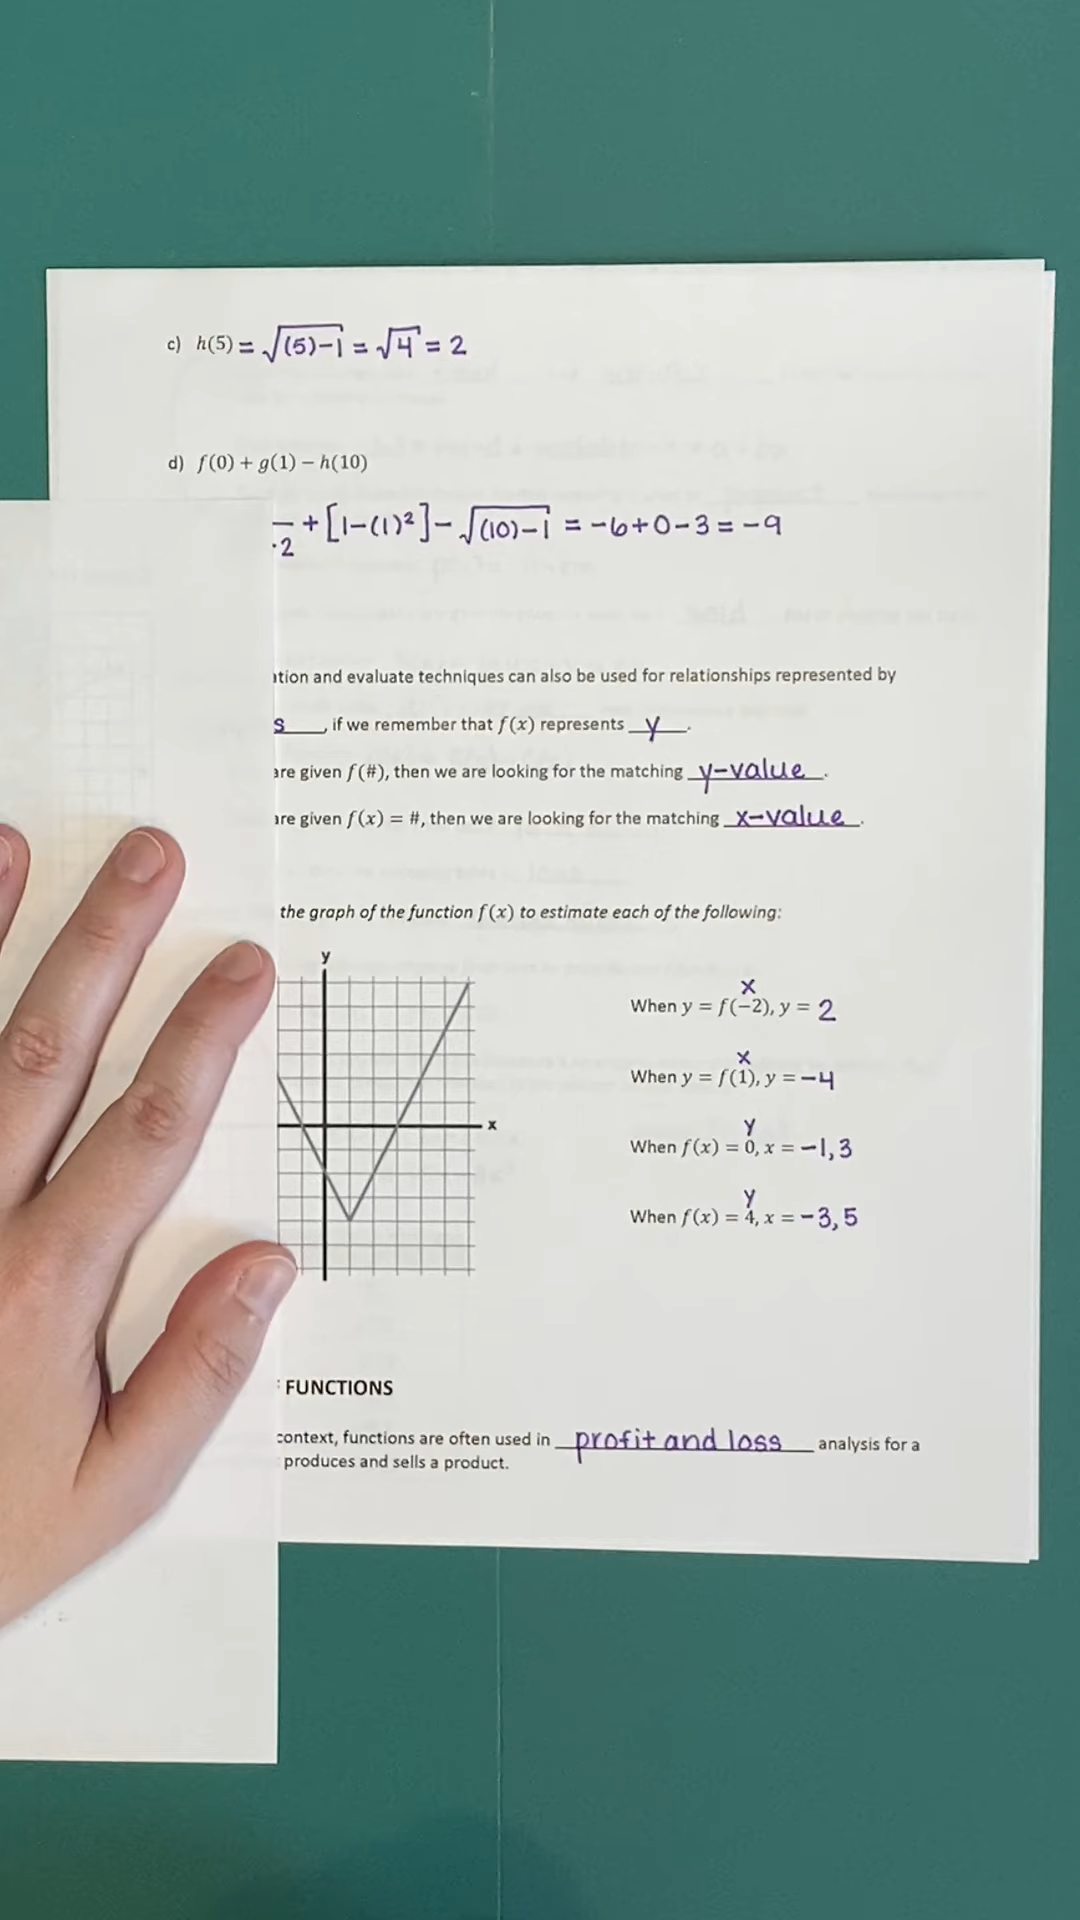 c) h(5) = √(5)-1 = √4 = 2
d) f(0) + g(1) − h(10)
+ [1-(1)²] - √(10)-1 = -6+0-3 = -9
2
and evaluate techniques can also be used for relationships represented by
s, if we remember that f(x) represents y.
are given f(#), then we are looking for the matching y-value.
are given f(x) = #, then we are looking for the matching x-value.
the graph of the function f(x) to estimate each of the following:
y
x
x
When y = f(−2), y = 2
x
When y = f(1), y = -4
y
When f(x) = 0, x = -1, 3
y
When f(x) = 4, x = -3, 5
FUNCTIONS
context, functions are often used in profit and loss analysis for a
produces and sells a product.